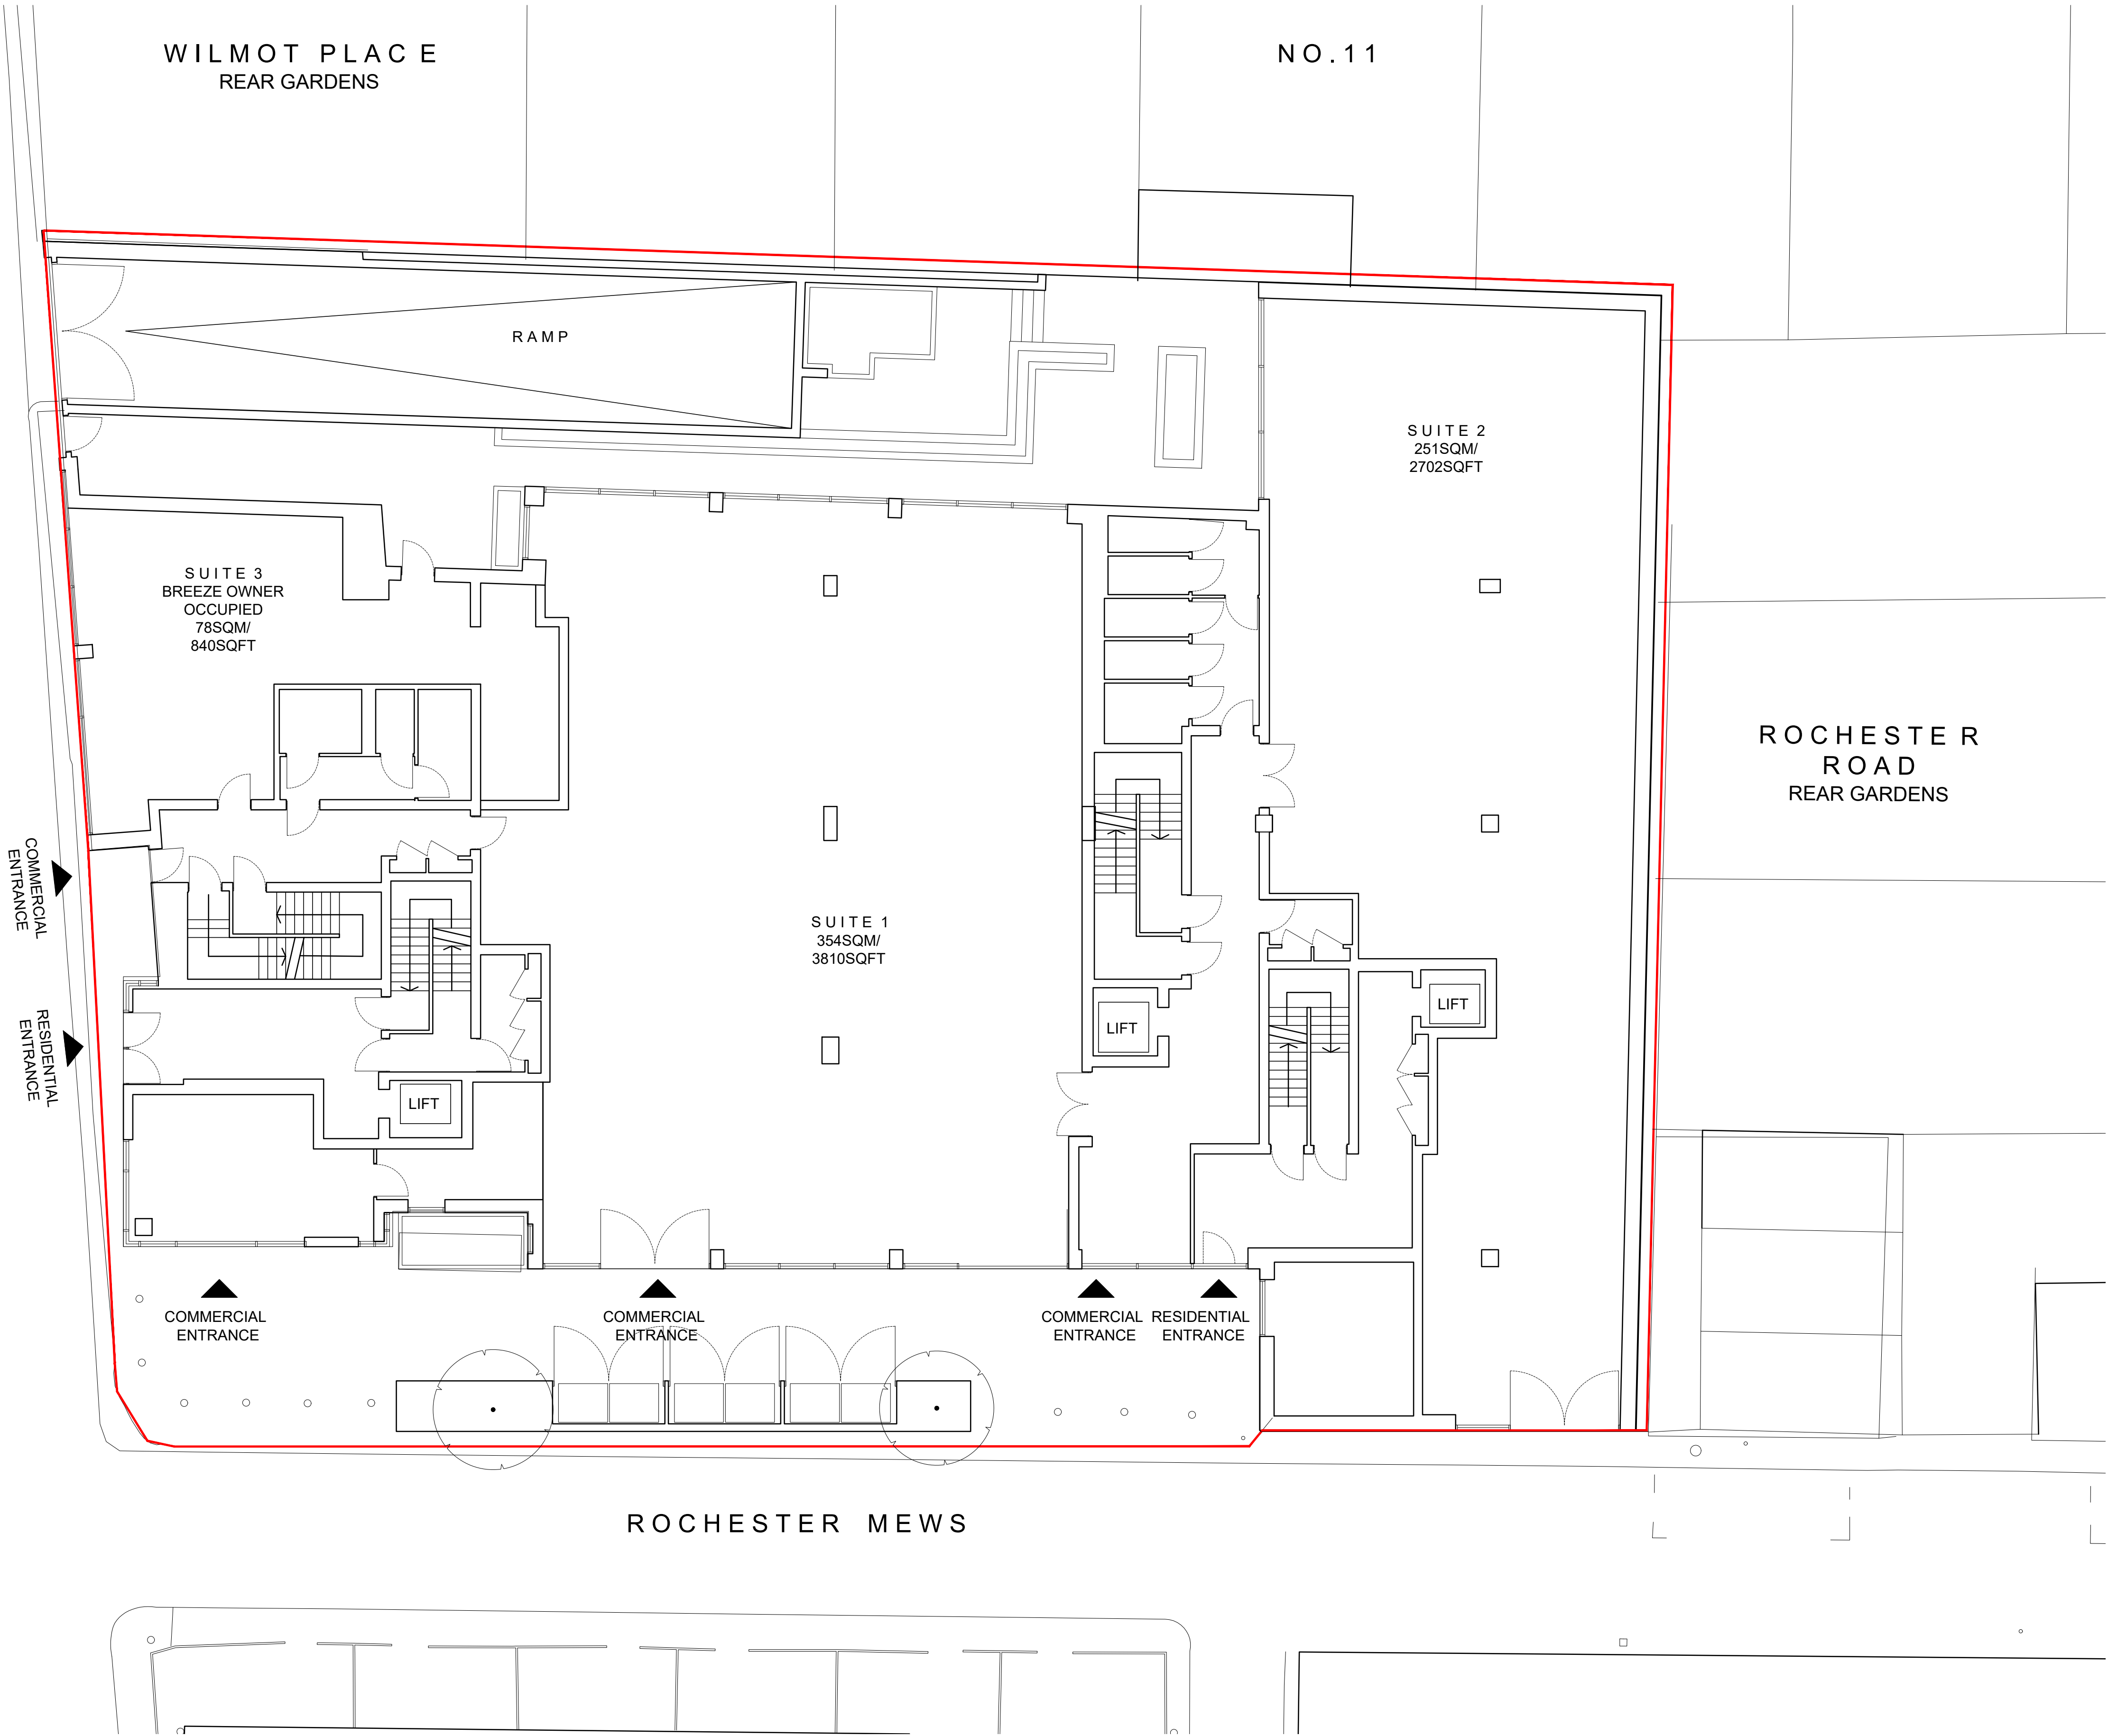 WILMOT PLACE
REAR GARDENS
NO.11
RAMP
SUITE 2
251SQM/
2702SQFT
SUITE 3
BREEZE OWNER
OCCUPIED
78SQM/
840SQFT
ROCHESTER
ROAD
REAR GARDENS
COMMERCIAL
ENTRANCE
SUITE 1
354SQM/
3810SQFT
RESIDENTIAL
ENTRANCE
LIFT
LIFT
LIFT
COMMERCIAL
ENTRANCE
COMMERCIAL
ENTRANCE
COMMERCIAL
ENTRANCE
RESIDENTIAL
ENTRANCE
ROCHESTER MEWS